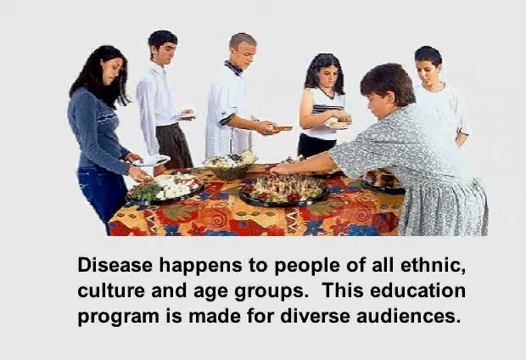 Disease happens to people of all ethnic,
culture and age groups.  This education
program is made for diverse audiences.